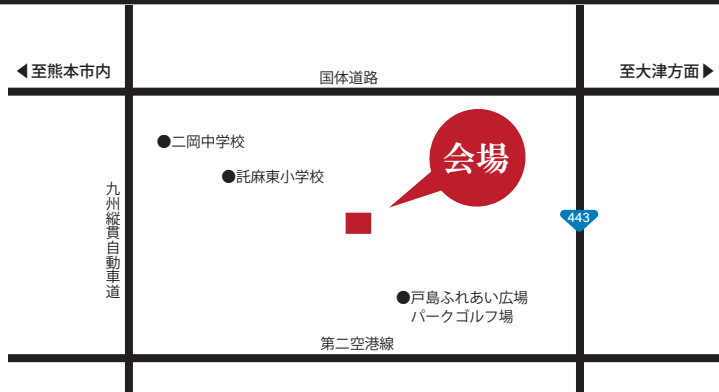 ◀至熊本市内
国体道路
至大津方面▶
●二岡中学校
●託麻東小学校
会場
九州縦貫自動車道
443
●戸島ふれあい広場
パークゴルフ場
第二空港線